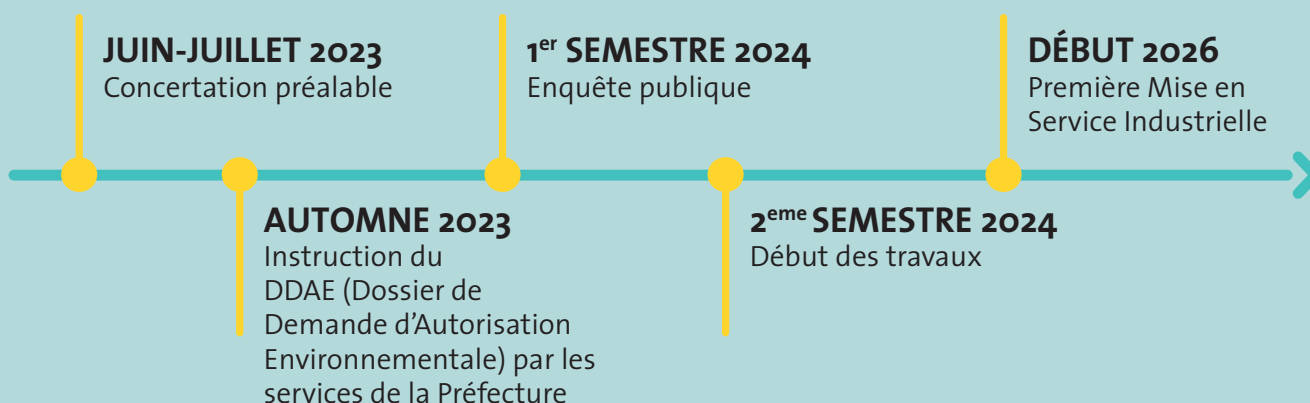 JUIN-JUILLET 2023
Concertation préalable
AUTOMNE 2023
Instruction du
DDAE (Dossier de
Demande d'Autorisation
Environnementale) par les
services de la Préfecture
1er SEMESTRE 2024
Enquête publique
2eme SEMESTRE 2024
Début des travaux
DÉBUT 2026
Première Mise en
Service Industrielle